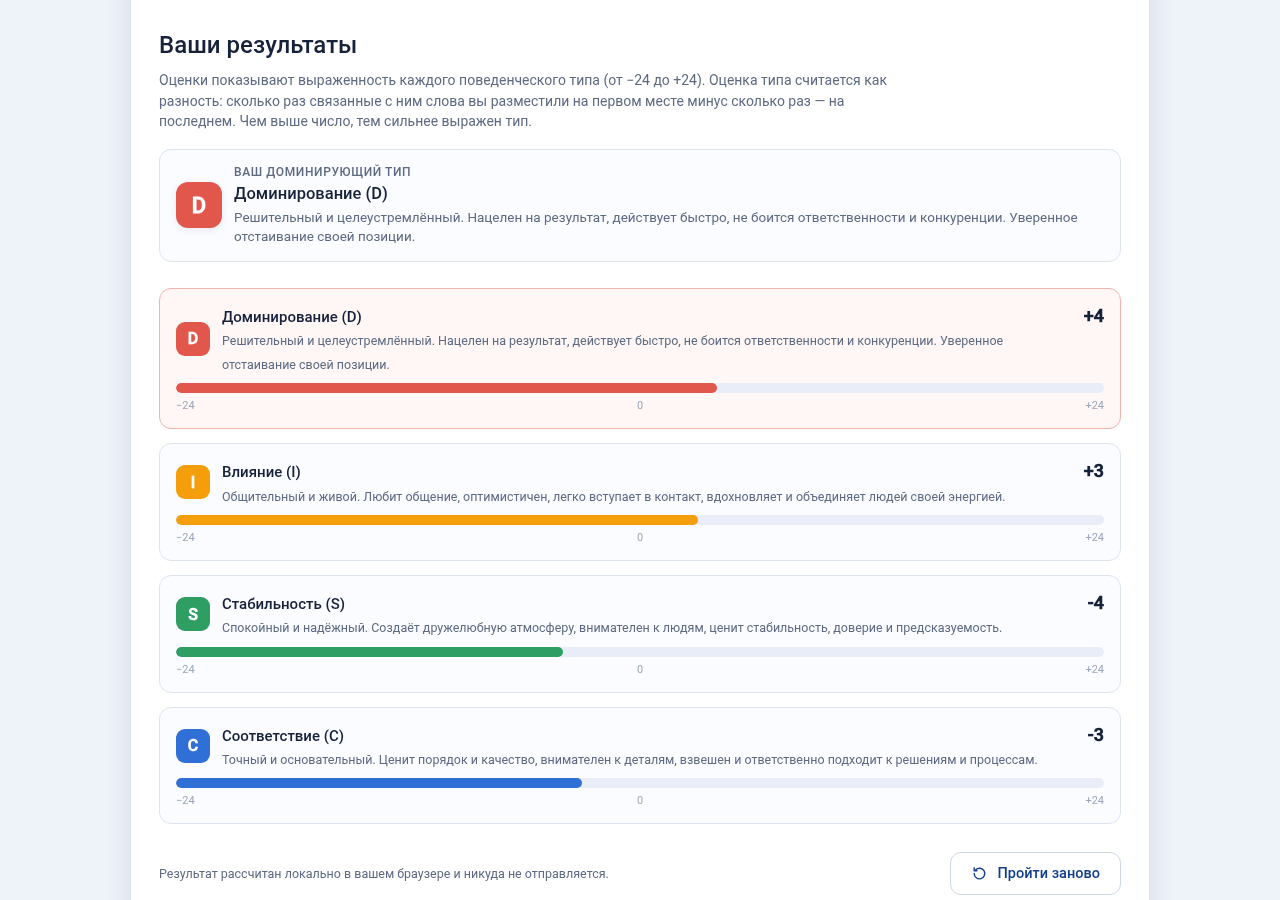 Ваши результаты
Оценки показывают выраженность каждого поведенческого типа (от −24 до +24). Оценка типа считается как
разность: сколько раз связанные с ним слова вы разместили на первом месте минус сколько раз — на
последнем. Чем выше число, тем сильнее выражен тип.
D
ВАШ ДОМИНИРУЮЩИЙ ТИП
Доминирование (D)
Решительный и целеустремлённый. Нацелен на результат, действует быстро, не боится ответственности и конкуренции. Уверенное
отстаивание своей позиции.
D
Доминирование (D)
+4
Решительный и целеустремлённый. Нацелен на результат, действует быстро, не боится ответственности и конкуренции. Уверенное
отстаивание своей позиции.
−24 0 +24
I
Влияние (I)
+3
Общительный и живой. Любит общение, оптимистичен, легко вступает в контакт, вдохновляет и объединяет людей своей энергией.
−24 0 +24
S
Стабильность (S)
-4
Спокойный и надёжный. Создаёт дружелюбную атмосферу, внимателен к людям, ценит стабильность, доверие и предсказуемость.
−24 0 +24
C
Соответствие (C)
-3
Точный и основательный. Ценит порядок и качество, внимателен к деталям, взвешен и ответственно подходит к решениям и процессам.
−24 0 +24
Результат рассчитан локально в вашем браузере и никуда не отправляется.
Пройти заново